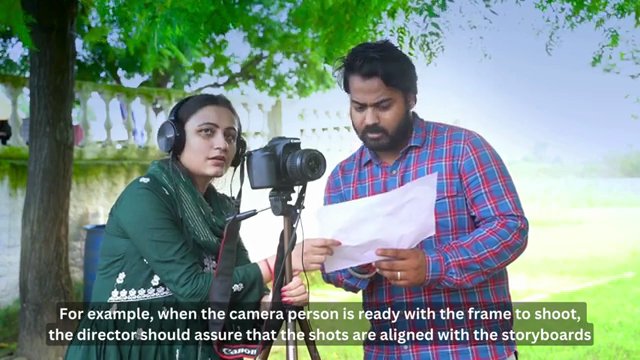 Canon
For example, when the camera person is ready with the frame to shoot,
the director should assure that the shots are aligned with the storyboards